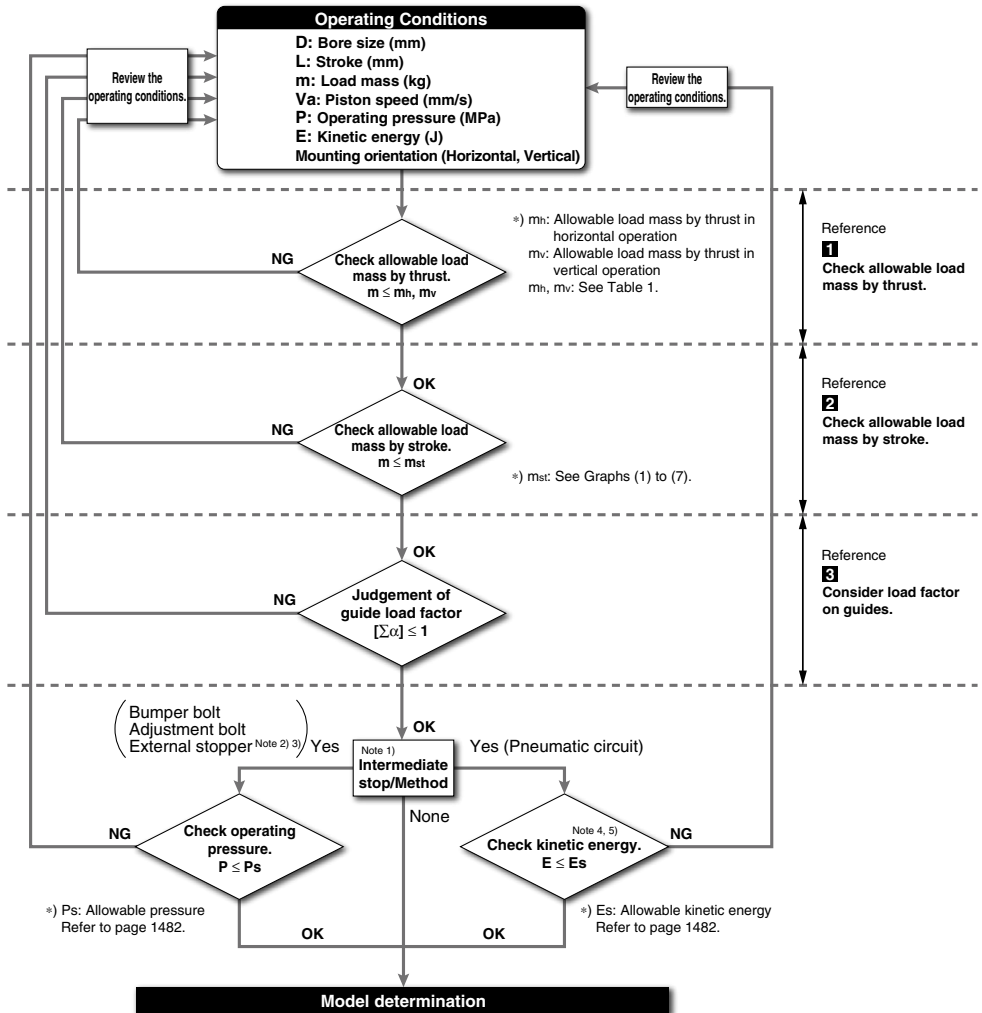 Operating Conditions
D: Bore size (mm)
L: Stroke (mm)
m: Load mass (kg)
Va: Piston speed (mm/s)
P: Operating pressure (MPa)
E: Kinetic energy (J)
Mounting orientation (Horizontal, Vertical)
Review the
operating conditions.
Review the
operating conditions.
NG
Check allowable load
mass by thrust.
m ≤ mh, mv
*) mh: Allowable load mass by thrust in
horizontal operation
mv: Allowable load mass by thrust in
vertical operation
mh, mv: See Table 1.
Reference
1
Check allowable load
mass by thrust.
OK
NG
Check allowable load
mass by stroke.
m ≤ mst
*) mst: See Graphs (1) to (7).
Reference
2
Check allowable load
mass by stroke.
OK
NG
Judgement of
guide load factor
[Σα] ≤ 1
Reference
3
Consider load factor
on guides.
OK
(Bumper bolt
Adjustment bolt
External stopper Note 2) 3)) Yes
Note 1)
Intermediate
stop/Method
Yes (Pneumatic circuit)
None
NG
Check operating
pressure.
P ≤ Ps
Note 4, 5)
Check kinetic energy.
E ≤ Es
NG
*) Ps: Allowable pressure
Refer to page 1482.
*) Es: Allowable kinetic energy
Refer to page 1482.
OK
OK
Model determination